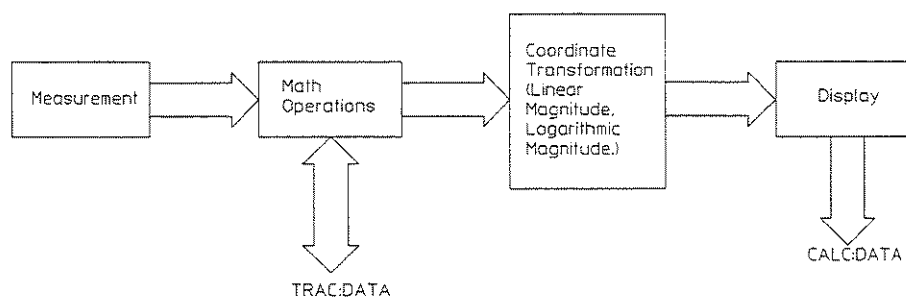 Measurement
Math
Operations
Coordinate
Transformation
(Linear
Magnitude,
Logarithmic
Magnitude.)
Display
TRAC:DATA
CALC:DATA